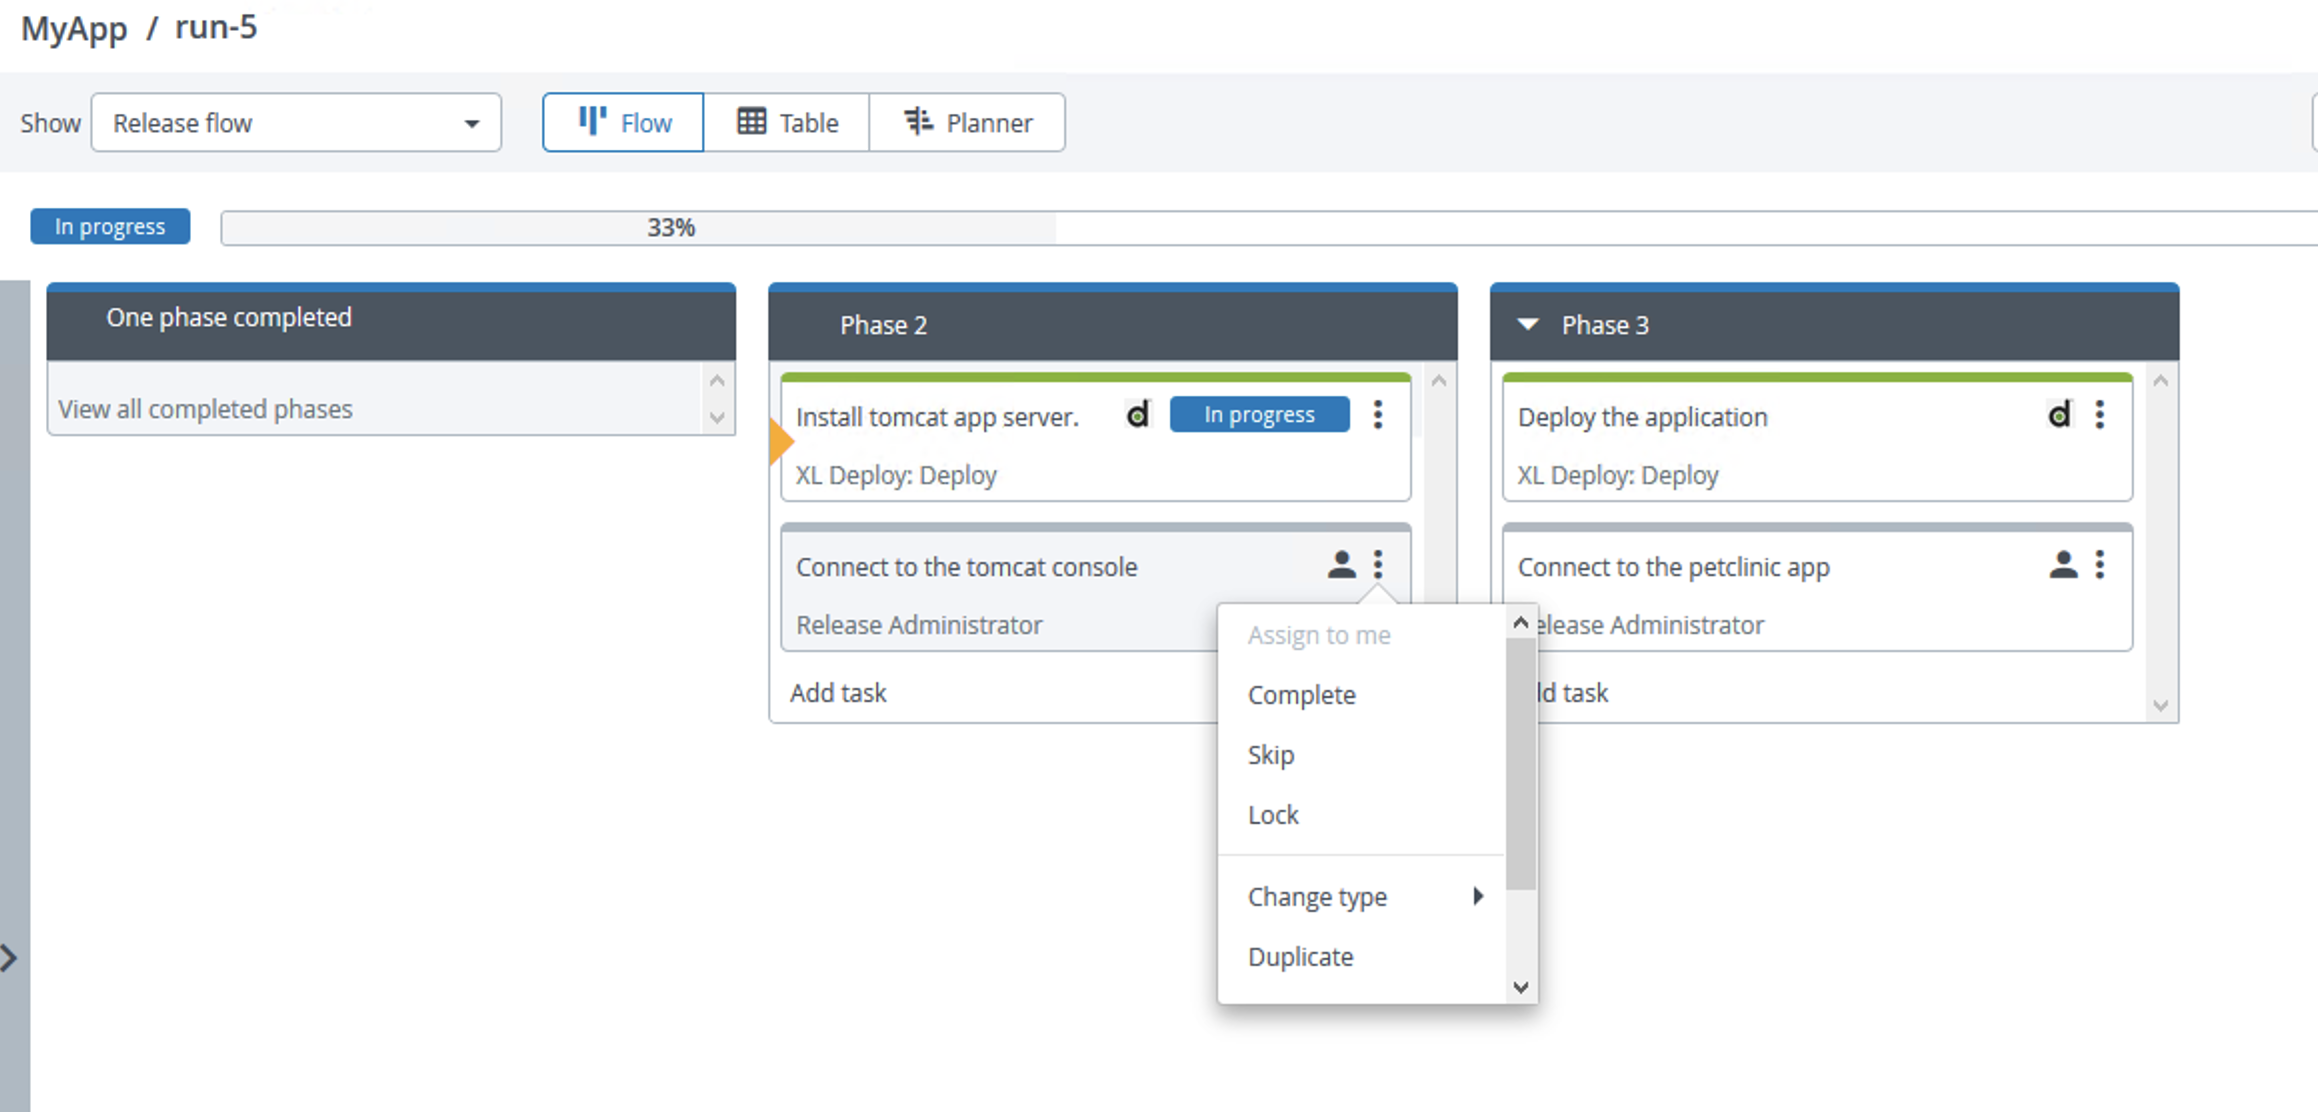 MyApp / run-5
Show Release flow Flow Table Planner
In progress 33%
One phase completed
View all completed phases
Phase 2
Install tomcat app server. d In progress
XL Deploy: Deploy
Connect to the tomcat console
Release Administrator
Add task
Assign to me
Complete
Skip
Lock
Change type
Duplicate
Phase 3
Deploy the application d
XL Deploy: Deploy
Connect to the petclinic app
elease Administrator
dd task